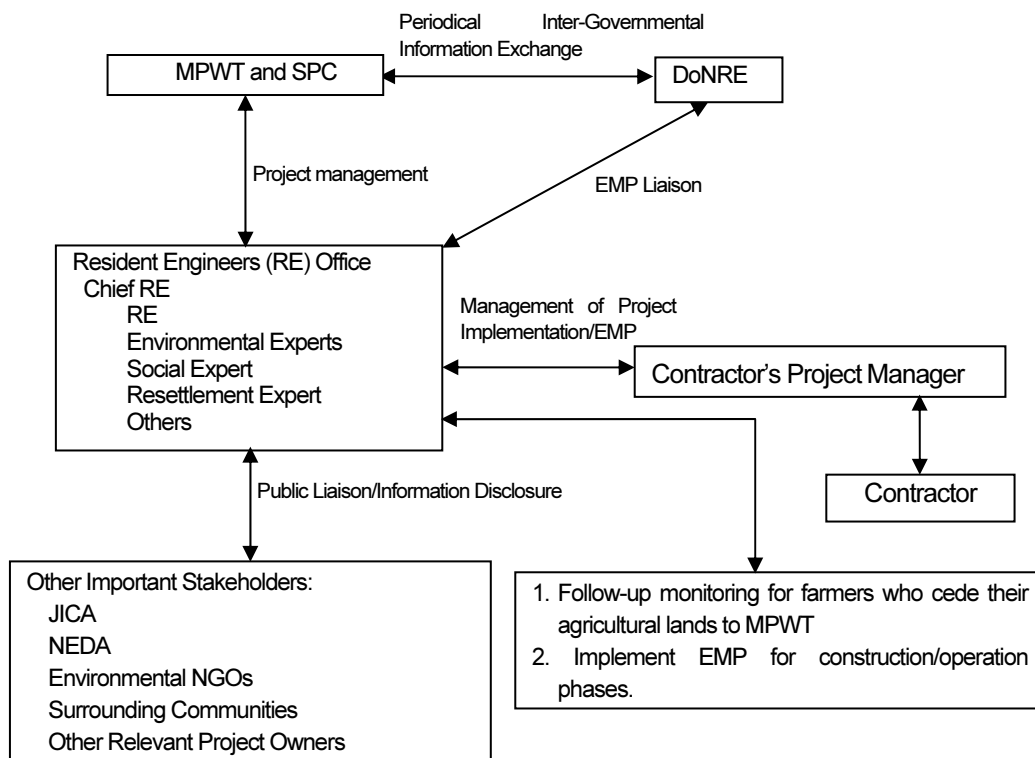 Periodical Inter-Governmental
Information Exchange
MPWT and SPC
DoNRE
Project management
EMP Liaison
Resident Engineers (RE) Office
Chief RE
RE
Environmental Experts
Social Expert
Resettlement Expert
Others
Management of Project
Implementation/EMP
Contractor's Project Manager
Contractor
Public Liaison/Information Disclosure
Other Important Stakeholders:
JICA
NEDA
Environmental NGOs
Surrounding Communities
Other Relevant Project Owners
1. Follow-up monitoring for farmers who cede their
agricultural lands to MPWT
2. Implement EMP for construction/operation
phases.